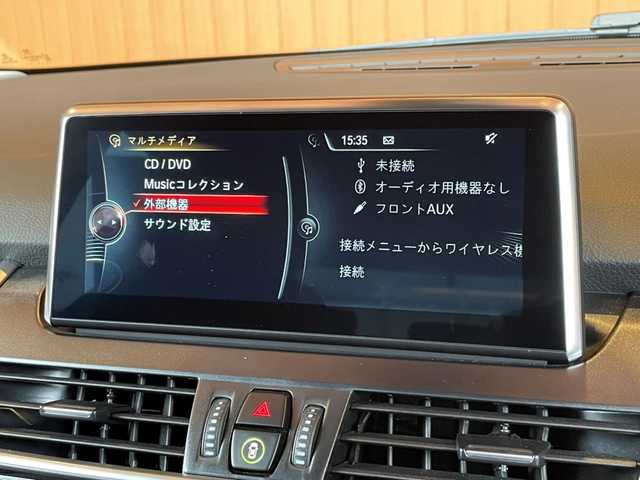 マルチメディア
CD / DVD
Musicコレクション
外部機器
サウンド設定
15:35
未接続
オーディオ用機器なし
フロントAUX
接続メニューからワイヤレス機
接続